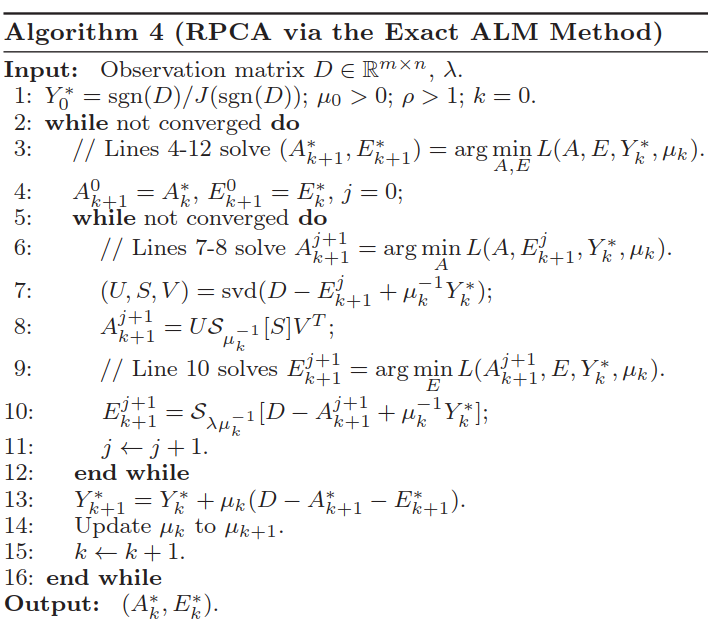 Algorithm 4 (RPCA via the Exact ALM Method)
Input: Observation matrix $D \in \mathbb{R}^{m \times n}$, $\lambda$.
1: $Y_0^* = \mathrm{sgn}(D)/J(\mathrm{sgn}(D))$; $\mu_0 > 0$; $\rho > 1$; $k = 0$.
2: while not converged do
3: // Lines 4-12 solve $(A_{k+1}^*, E_{k+1}^*) = \arg\min_{A,E} L(A, E, Y_k^*, \mu_k)$.
4: $A_{k+1}^0 = A_k^*$, $E_{k+1}^0 = E_k^*$, $j = 0$;
5: while not converged do
6: // Lines 7-8 solve $A_{k+1}^{j+1} = \arg\min_A L(A, E_{k+1}^j, Y_k^*, \mu_k)$.
7: $(U, S, V) = \mathrm{svd}(D - E_{k+1}^j + \mu_k^{-1} Y_k^*)$;
8: $A_{k+1}^{j+1} = U \mathcal{S}_{\mu_k^{-1}}[S] V^T$;
9: // Line 10 solves $E_{k+1}^{j+1} = \arg\min_E L(A_{k+1}^{j+1}, E, Y_k^*, \mu_k)$.
10: $E_{k+1}^{j+1} = \mathcal{S}_{\lambda\mu_k^{-1}}[D - A_{k+1}^{j+1} + \mu_k^{-1} Y_k^*]$;
11: $j \leftarrow j + 1$.
12: end while
13: $Y_{k+1}^* = Y_k^* + \mu_k(D - A_{k+1}^* - E_{k+1}^*)$.
14: Update $\mu_k$ to $\mu_{k+1}$.
15: $k \leftarrow k + 1$.
16: end while
Output: $(A_k^*, E_k^*)$.